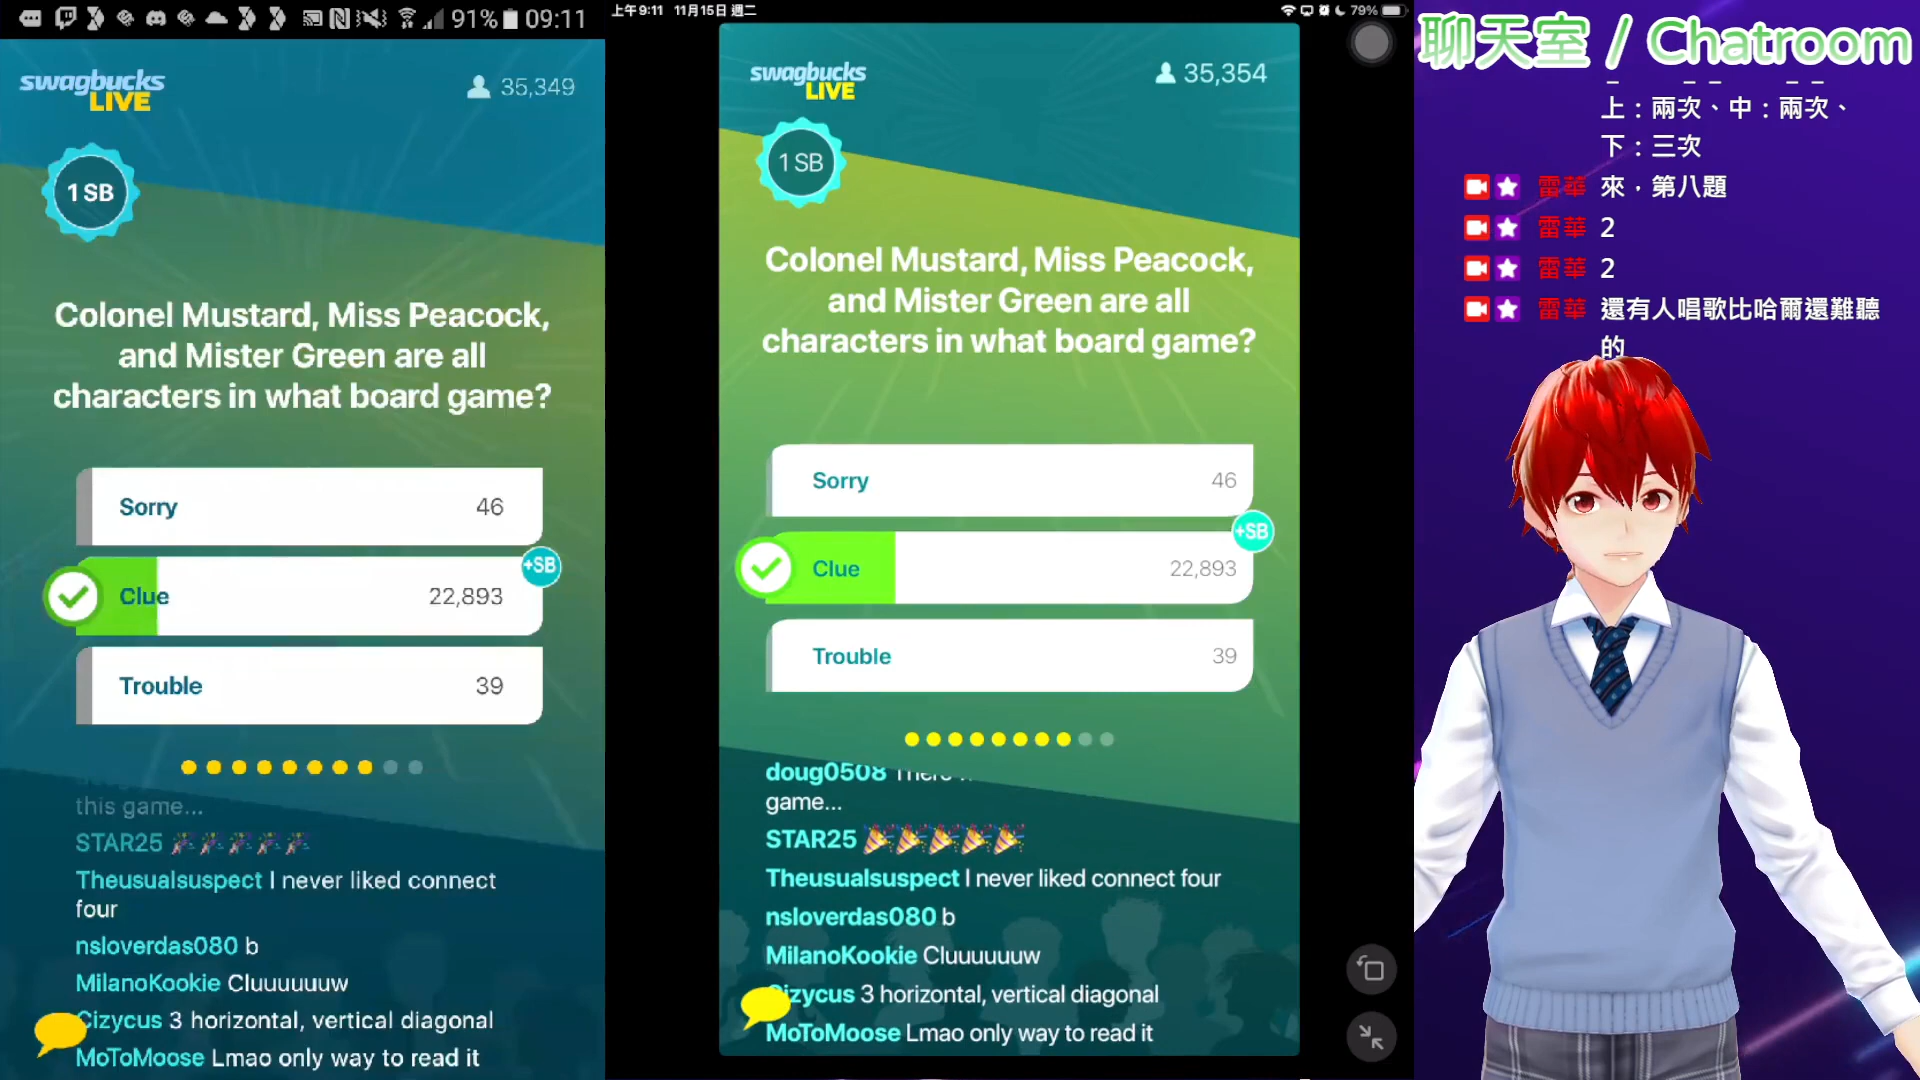 91% 09:11
swagbucks
LIVE
35,349
1 SB
Colonel Mustard, Miss Peacock,
and Mister Green are all
characters in what board game?
Sorry 46
+SB
Clue 22,893
Trouble 39
this game...
STAR25
Theusualsuspect I never liked connect
four
nsloverdas080 b
MilanoKookie Cluuuuuuw
Gizycus 3 horizontal, vertical diagonal
MoToMoose Lmao only way to read it
上午9:11 11月15日 週二
79%
swagbucks
LIVE
35,354
1 SB
Colonel Mustard, Miss Peacock,
and Mister Green are all
characters in what board game?
Sorry 46
+SB
Clue 22,893
Trouble 39
doug0508
game...
STAR25
Theusualsuspect I never liked connect four
nsloverdas080 b
MilanoKookie Cluuuuuuw
Gizycus 3 horizontal, vertical diagonal
MoToMoose Lmao only way to read it
聊天室 / Chatroom
上：兩次、中：兩次、
下：三次
雷華 來，第八題
雷華 2
雷華 2
雷華 還有人唱歌比哈爾還難聽
的